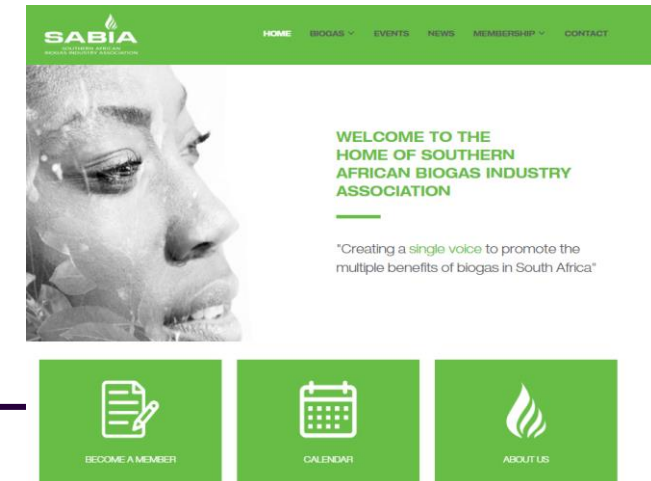 SABIA
SOUTHERN AFRICAN
BIOGAS INDUSTRY ASSOCIATION
HOME BIOGAS EVENTS NEWS MEMBERSHIP CONTACT
WELCOME TO THE
HOME OF SOUTHERN
AFRICAN BIOGAS INDUSTRY
ASSOCIATION
"Creating a single voice to promote the
multiple benefits of biogas in South Africa"
BECOME A MEMBER CALENDAR ABOUT US